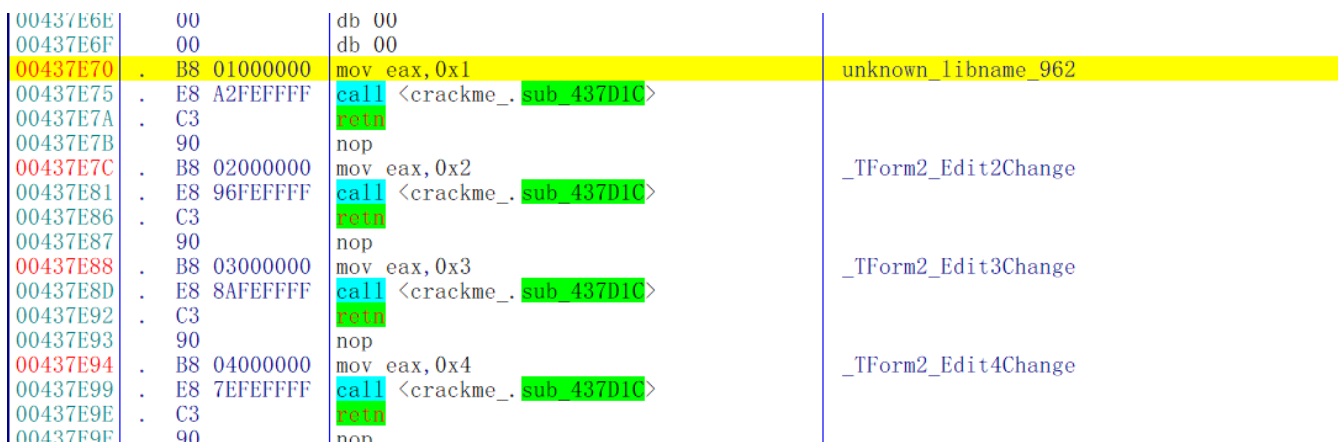 00437E6E 00 db 00
00437E6F 00 db 00
00437E70 . B8 01000000 mov eax,0x1 unknown_libname_962
00437E75 . E8 A2FEFFFF call <crackme_.sub_437D1C>
00437E7A . C3 retn
00437E7B 90 nop
00437E7C . B8 02000000 mov eax,0x2 _TForm2_Edit2Change
00437E81 . E8 96FEFFFF call <crackme_.sub_437D1C>
00437E86 . C3 retn
00437E87 90 nop
00437E88 . B8 03000000 mov eax,0x3 _TForm2_Edit3Change
00437E8D . E8 8AFEFFFF call <crackme_.sub_437D1C>
00437E92 . C3 retn
00437E93 90 nop
00437E94 . B8 04000000 mov eax,0x4 _TForm2_Edit4Change
00437E99 . E8 7EFEFFFF call <crackme_.sub_437D1C>
00437E9E . C3 retn
00437E9F 90 nop